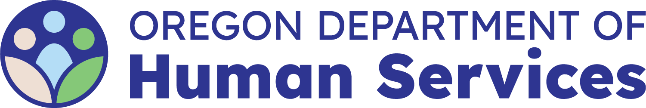 OREGON DEPARTMENT OF
Human Services